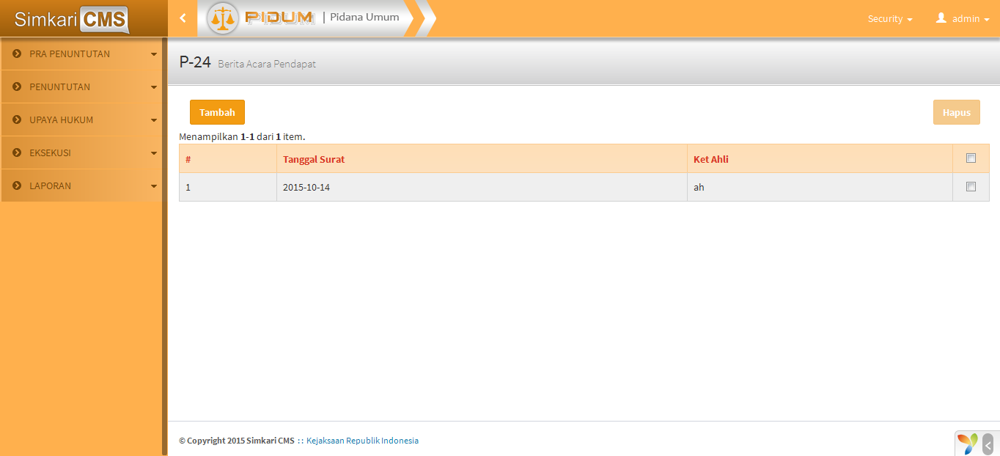 Simkari CMS
PIDUM | Pidana Umum
Security
admin
PRA PENUNTUTAN
PENUNTUTAN
UPAYA HUKUM
EKSEKUSI
LAPORAN
P-24 Berita Acara Pendapat
Tambah
Hapus
Menampilkan 1-1 dari 1 item.
# Tanggal Surat Ket Ahli
1 2015-10-14 ah
© Copyright 2015 Simkari CMS :: Kejaksaan Republik Indonesia